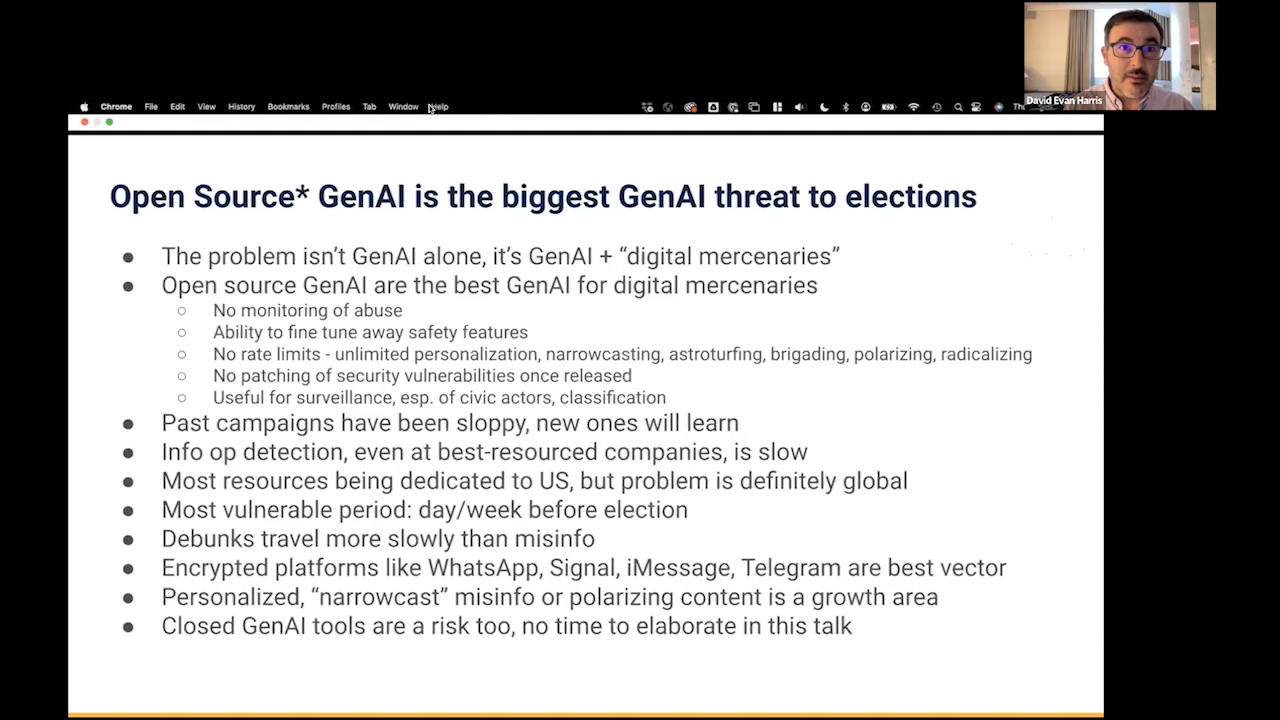 David Evan Harris
Chrome File Edit View History Bookmarks Profiles Tab Window Help
Open Source* GenAI is the biggest GenAI threat to elections
● The problem isn’t GenAI alone, it’s GenAI + “digital mercenaries”
● Open source GenAI are the best GenAI for digital mercenaries
○ No monitoring of abuse
○ Ability to fine tune away safety features
○ No rate limits - unlimited personalization, narrowcasting, astroturfing, brigading, polarizing, radicalizing
○ No patching of security vulnerabilities once released
○ Useful for surveillance, esp. of civic actors, classification
● Past campaigns have been sloppy, new ones will learn
● Info op detection, even at best-resourced companies, is slow
● Most resources being dedicated to US, but problem is definitely global
● Most vulnerable period: day/week before election
● Debunks travel more slowly than misinfo
● Encrypted platforms like WhatsApp, Signal, iMessage, Telegram are best vector
● Personalized, “narrowcast” misinfo or polarizing content is a growth area
● Closed GenAI tools are a risk too, no time to elaborate in this talk